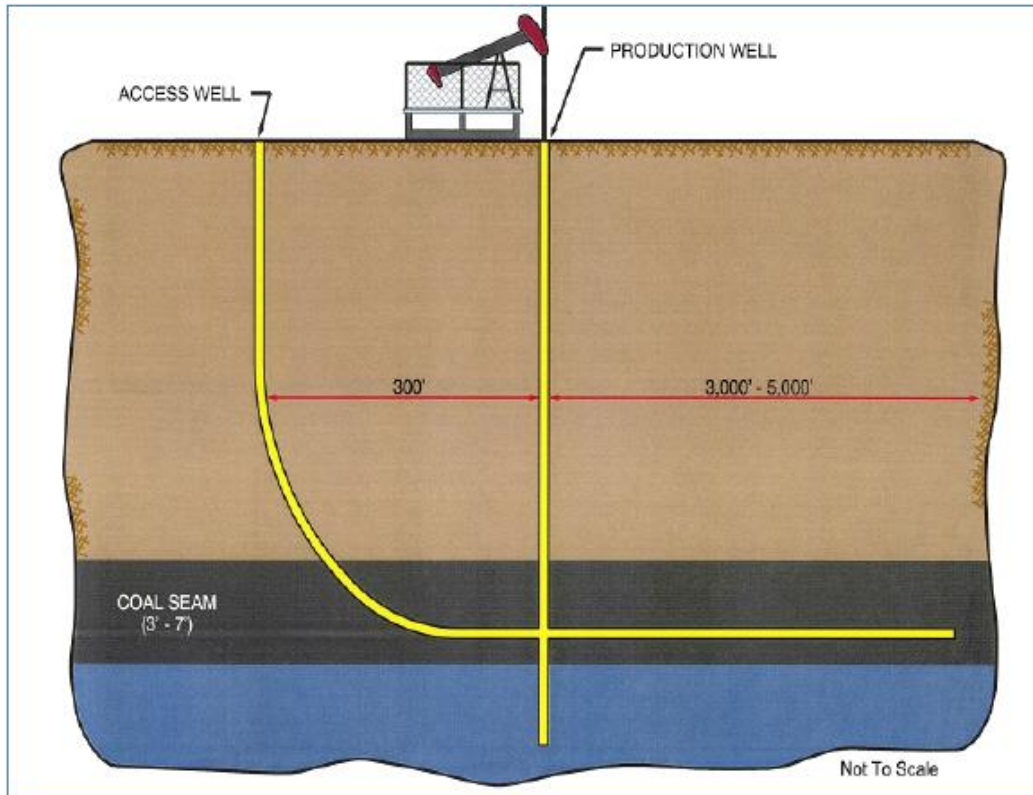 PRODUCTION WELL
ACCESS WELL
300'
3,000' - 5,000'
COAL SEAM
(3' - 7')
Not To Scale